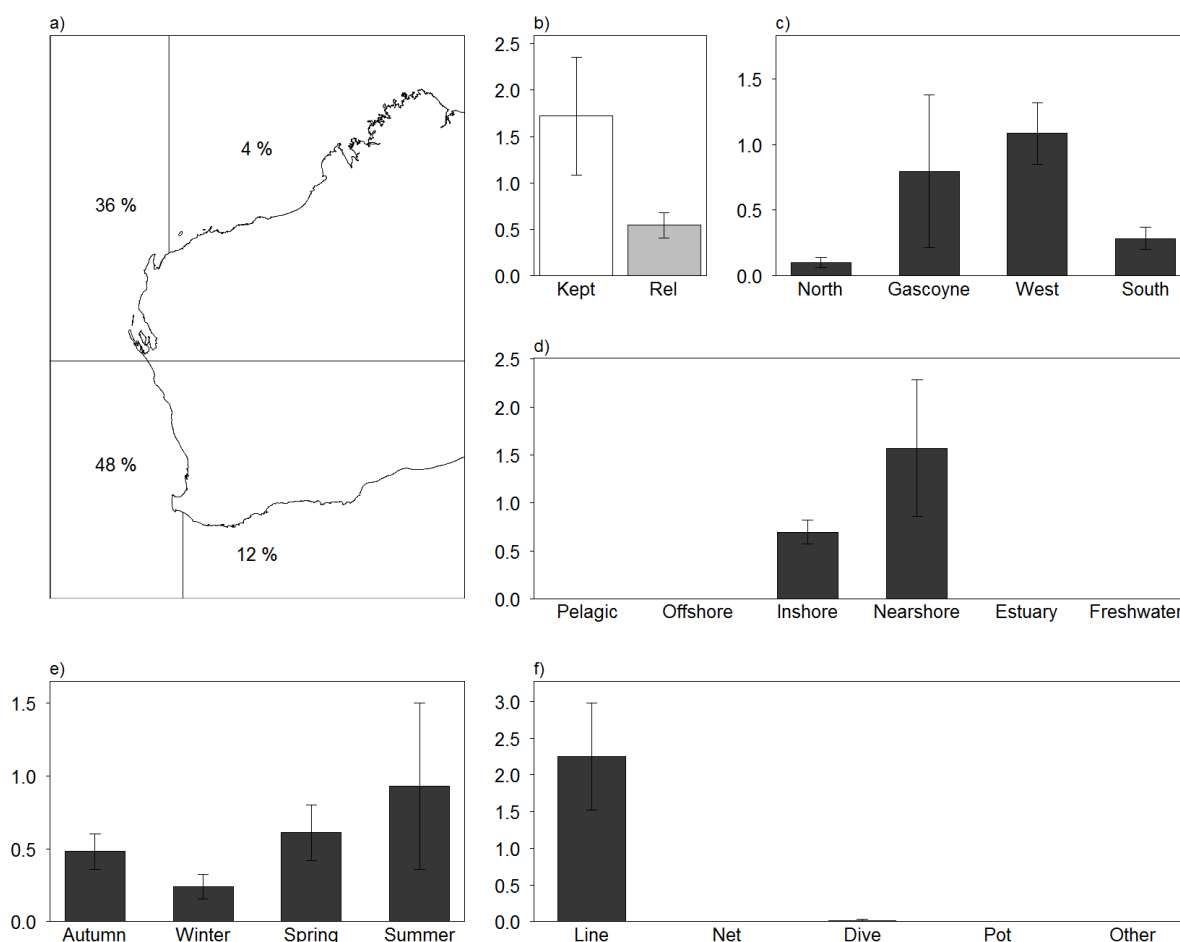 a)
4 %
36 %
48 %
12 %
b)
2.5
2.0
1.5
1.0
0.5
0.0
Kept Rel
c)
1.5
1.0
0.5
0.0
North Gascoyne West South
d)
2.5
2.0
1.5
1.0
0.5
0.0
Pelagic Offshore Inshore Nearshore Estuary Freshwater
e)
1.5
1.0
0.5
0.0
Autumn Winter Spring Summer
f)
3.0
2.5
2.0
1.5
1.0
0.5
0.0
Line Net Dive Pot Other